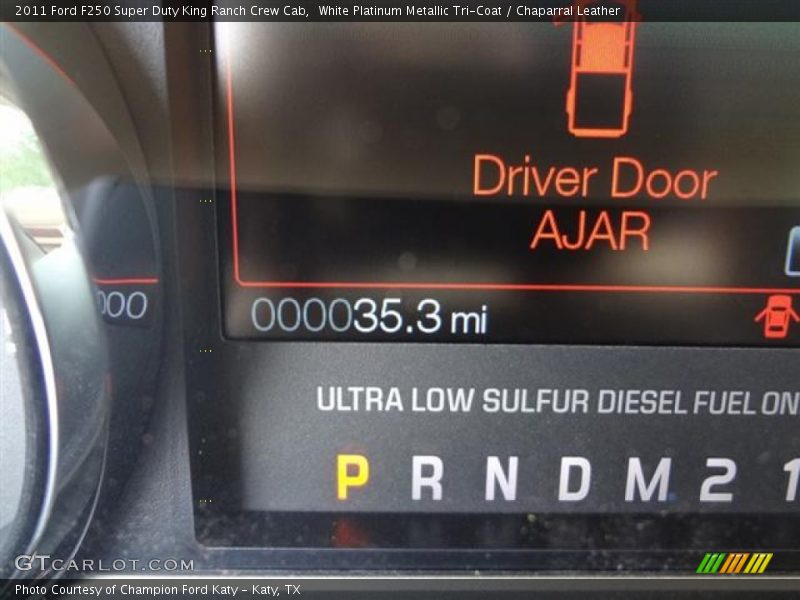 2011 Ford F250 Super Duty King Ranch Crew Cab,  White Platinum Metallic Tri-Coat / Chaparral Leather
Driver Door
AJAR
000
000035.3 mi
ULTRA LOW SULFUR DIESEL FUEL ON
P R N D M 2 1
GTCARLOT.COM
Photo Courtesy of Champion Ford Katy - Katy, TX